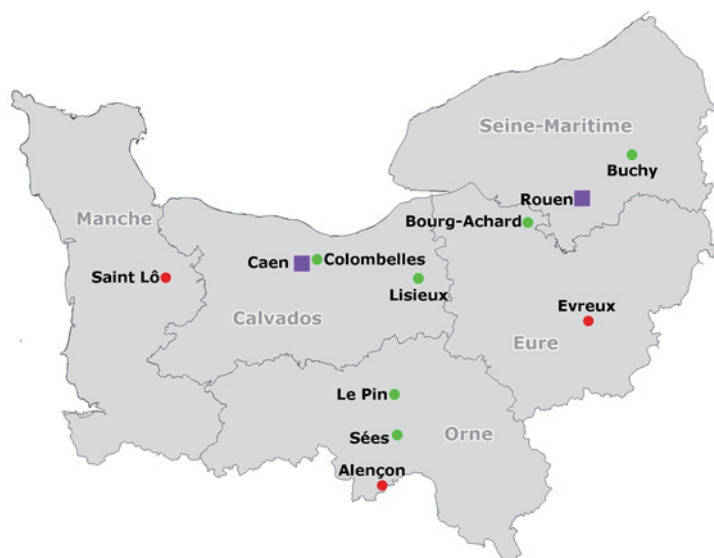 Seine-Maritime
Buchy
Rouen
Manche
Bourg-Achard
Caen
Colombelles
Saint Lô
Lisieux
Calvados
Evreux
Eure
Le Pin
Sées
Orne
Alençon